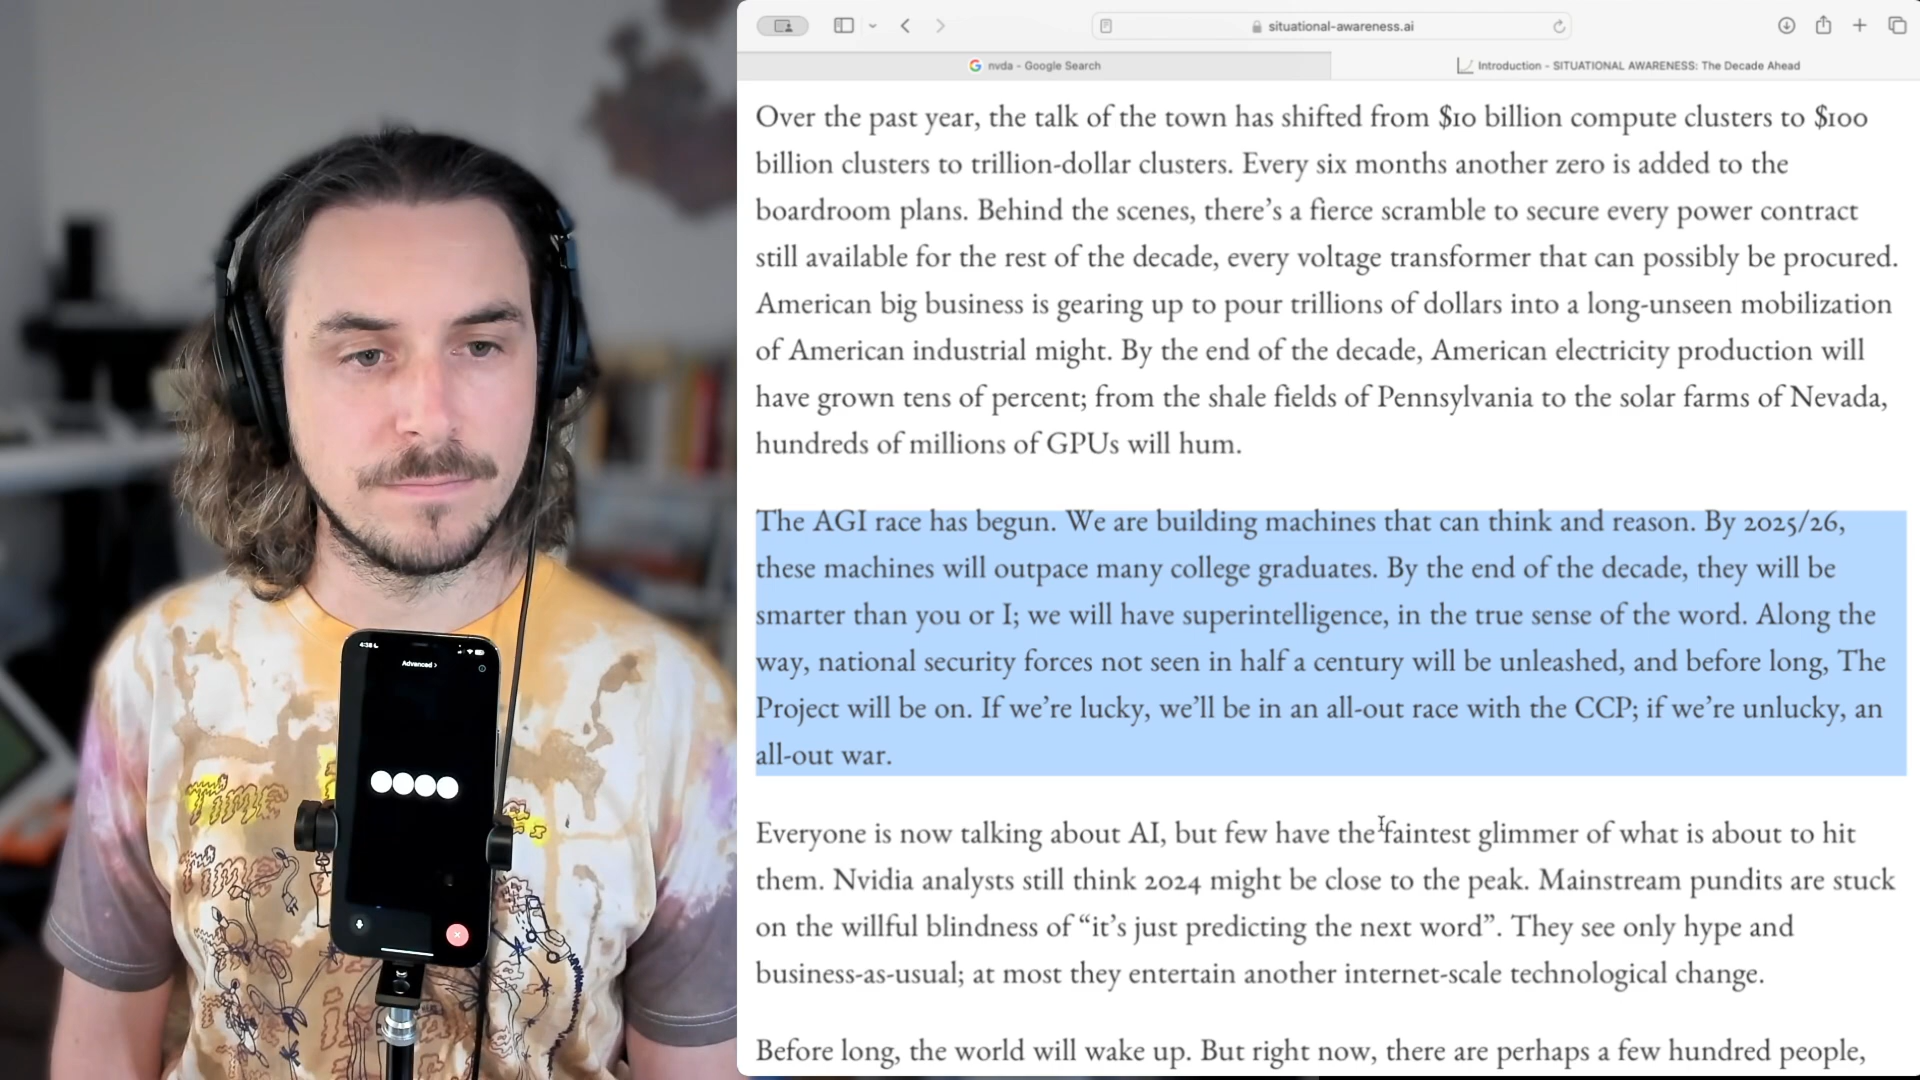 situational-awareness.ai
nvda - Google Search
Introduction - SITUATIONAL AWARENESS: The Decade Ahead
Over the past year, the talk of the town has shifted from $10 billion compute clusters to $100
billion clusters to trillion-dollar clusters. Every six months another zero is added to the
boardroom plans. Behind the scenes, there’s a fierce scramble to secure every power contract
still available for the rest of the decade, every voltage transformer that can possibly be procured.
American big business is gearing up to pour trillions of dollars into a long-unseen mobilization
of American industrial might. By the end of the decade, American electricity production will
have grown tens of percent; from the shale fields of Pennsylvania to the solar farms of Nevada,
hundreds of millions of GPUs will hum.
The AGI race has begun. We are building machines that can think and reason. By 2025/26,
these machines will outpace many college graduates. By the end of the decade, they will be
smarter than you or I; we will have superintelligence, in the true sense of the word. Along the
way, national security forces not seen in half a century will be unleashed, and before long, The
Project will be on. If we’re lucky, we’ll be in an all-out race with the CCP; if we’re unlucky, an
all-out war.
Everyone is now talking about AI, but few have the faintest glimmer of what is about to hit
them. Nvidia analysts still think 2024 might be close to the peak. Mainstream pundits are stuck
on the willful blindness of “it’s just predicting the next word”. They see only hype and
business-as-usual; at most they entertain another internet-scale technological change.
Before long, the world will wake up. But right now, there are perhaps a few hundred people,
4:38
Advanced
TIME